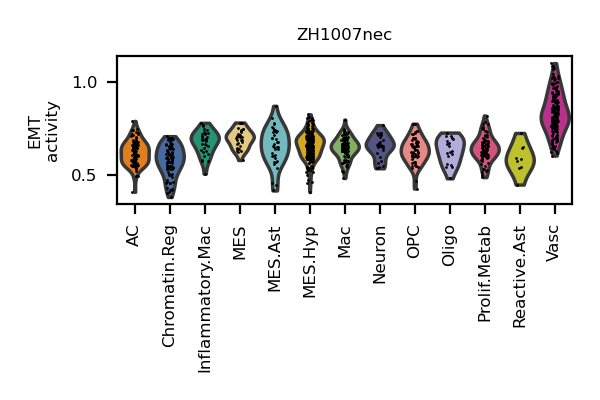 ZH1007nec
EMT
activity
1.0
0.5
AC
Chromatin.Reg
Inflammatory.Mac
MES
MES.Ast
MES.Hyp
Mac
Neuron
OPC
Oligo
Prolif.Metab
Reactive.Ast
Vasc